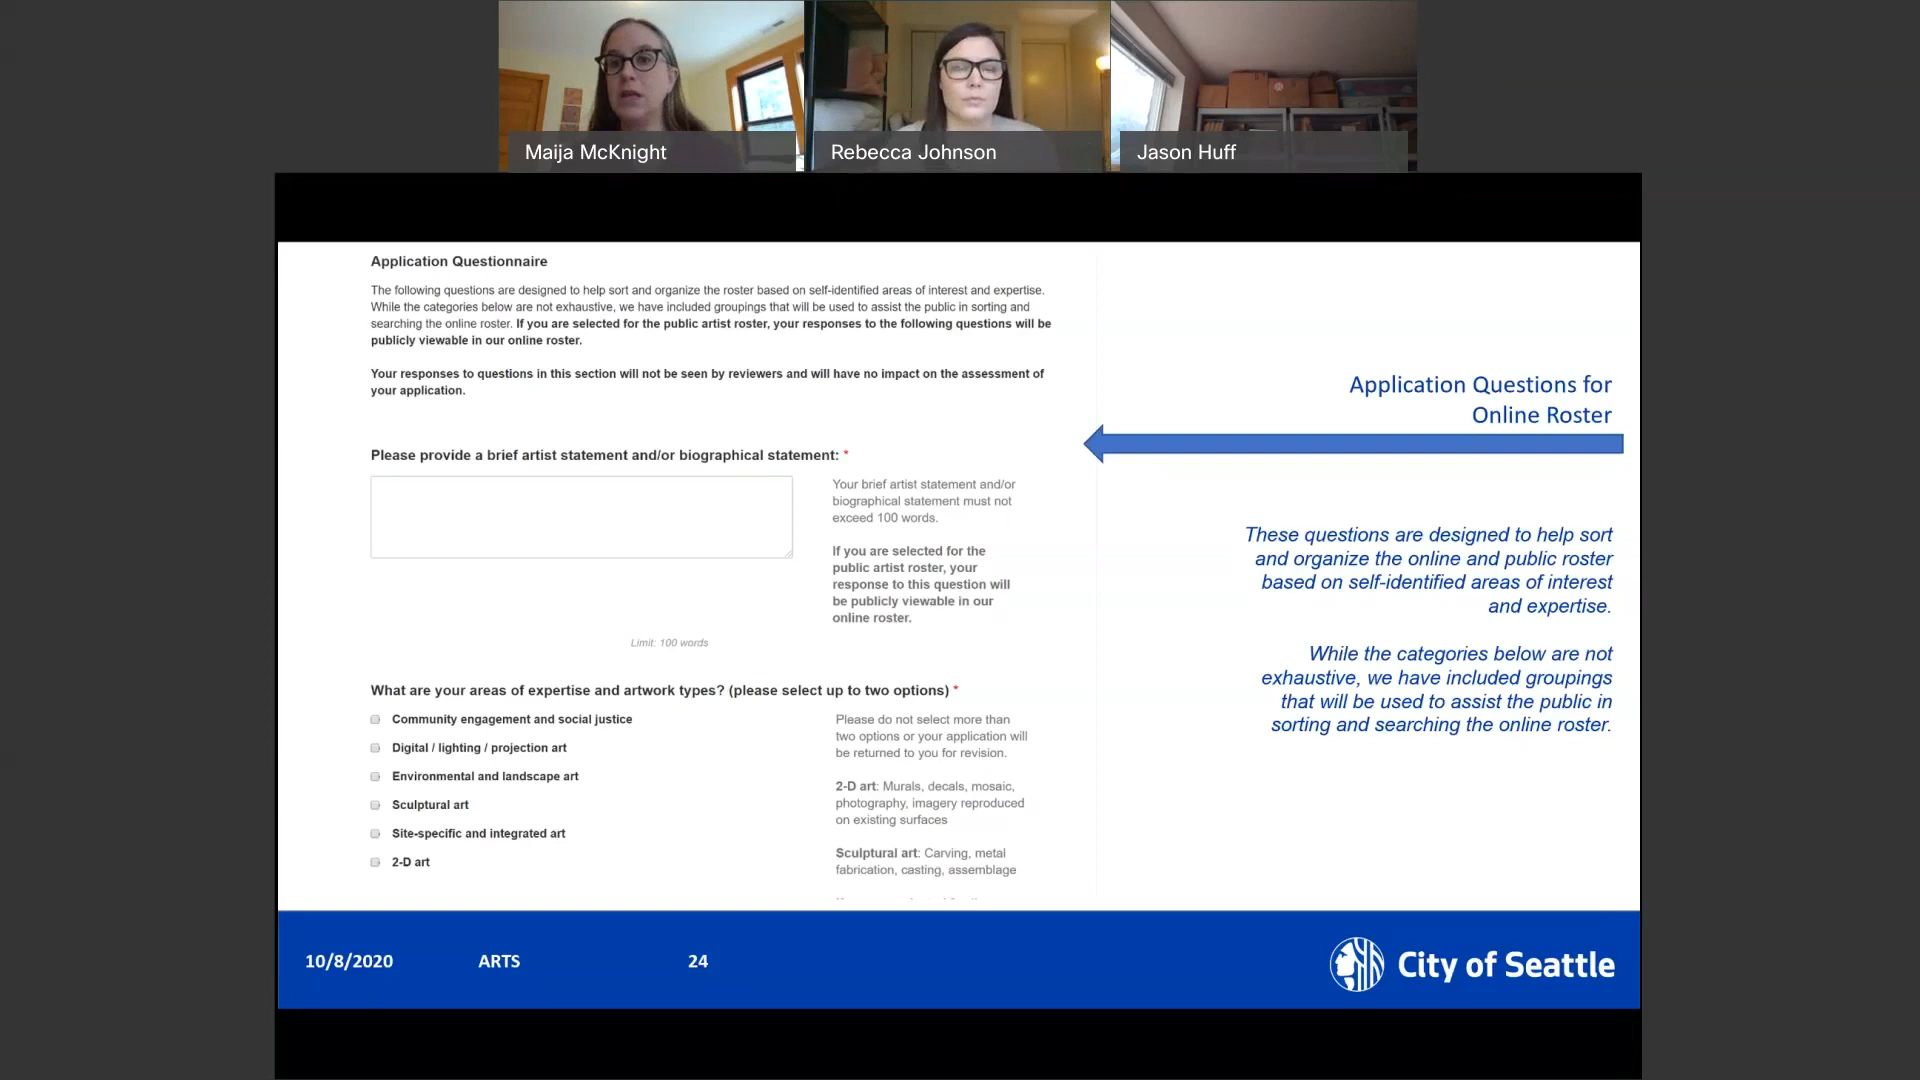 Maija McKnight
Rebecca Johnson
Jason Huff
Application Questionnaire
The following questions are designed to help sort and organize the roster based on self-identified areas of interest and expertise.
While the categories below are not exhaustive, we have included groupings that will be used to assist the public in sorting and
searching the online roster. If you are selected for the public artist roster, your responses to the following questions will be
publicly viewable in our online roster.
Your responses to questions in this section will not be seen by reviewers and will have no impact on the assessment of
your application.
Please provide a brief artist statement and/or biographical statement: *
Your brief artist statement and/or
biographical statement must not
exceed 100 words.
If you are selected for the
public artist roster, your
response to this question will
be publicly viewable in our
online roster.
Limit: 100 words
What are your areas of expertise and artwork types? (please select up to two options) *
Community engagement and social justice
Digital / lighting / projection art
Environmental and landscape art
Sculptural art
Site-specific and integrated art
2-D art
Please do not select more than
two options or your application will
be returned to you for revision.
2-D art: Murals, decals, mosaic,
photography, imagery reproduced
on existing surfaces
Sculptural art: Carving, metal
fabrication, casting, assemblage
Application Questions for
Online Roster
These questions are designed to help sort
and organize the online and public roster
based on self-identified areas of interest
and expertise.
While the categories below are not
exhaustive, we have included groupings
that will be used to assist the public in
sorting and searching the online roster.
10/8/2020
ARTS
24
City of Seattle